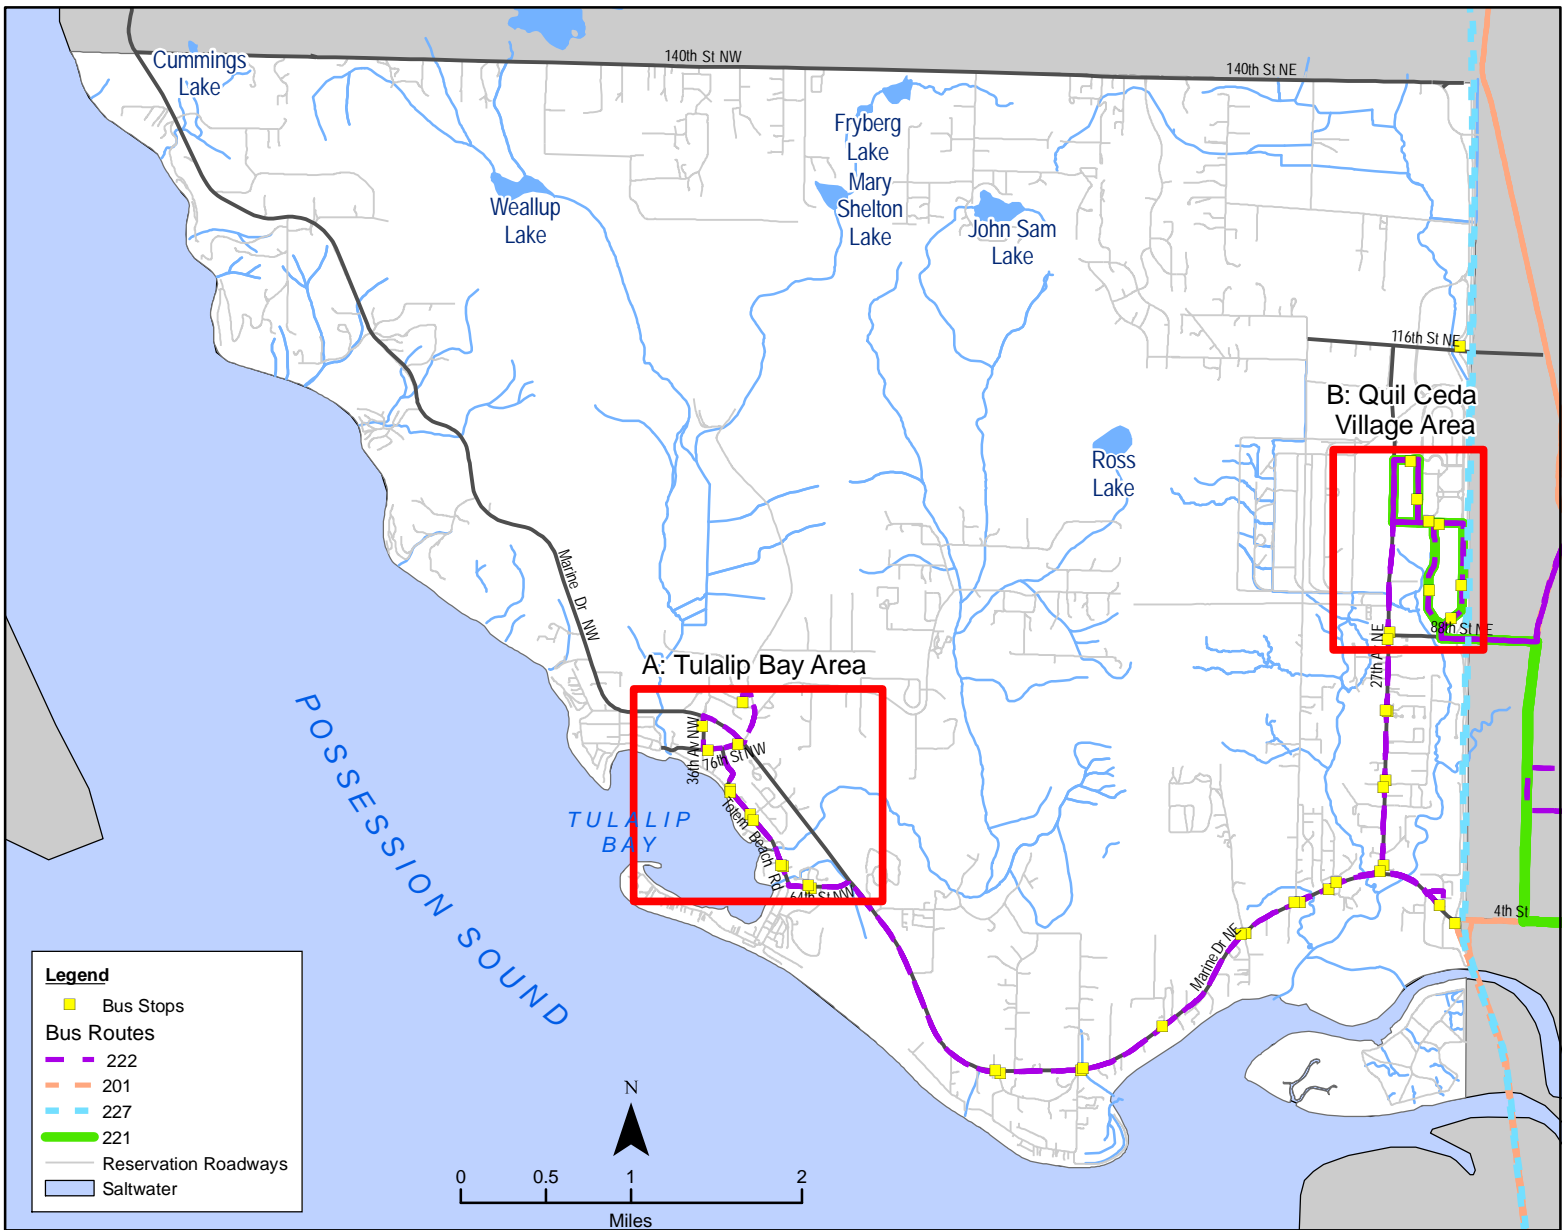 140th St NW
140th St NE
Cummings
Lake
Fryberg
Lake
Mary
Shelton
Lake
Weallup
Lake
John Sam
Lake
116th St NE
B: Quil Ceda
Village Area
Ross
Lake
Marine Dr NW
88th St NE
27th Av NE
A: Tulalip Bay Area
36th Av NW
76th St NW
POSSESSION SOUND
TULALIP
BAY
Totem Beach Rd
64th St NW
4th St
Marine Dr NE
Legend
Bus Stops
Bus Routes
222
201
227
221
Reservation Roadways
Saltwater
N
0 0.5 1 2
Miles